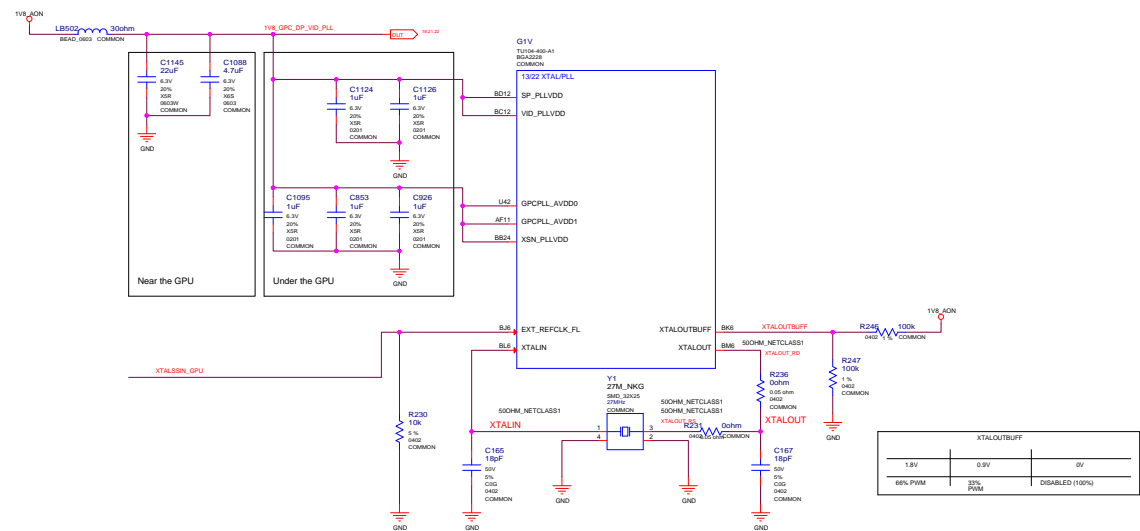 1V8_AON
LB502 30ohm
BEAD_0603 COMMON
1V8_GPC_DP_VID_PLL
OUT
18,21,22
C1145
22uF
6.3V
20%
X5R
0603W
COMMON
GND
C1088
4.7uF
6.3V
20%
X6S
0603
COMMON
Near the GPU
C1124
1uF
6.3V
20%
X5R
0201
COMMON
C1126
1uF
6.3V
20%
X5R
0201
COMMON
GND
C1095
1uF
6.3V
20%
X5R
0201
COMMON
C853
1uF
6.3V
20%
X5R
0201
COMMON
C926
1uF
6.3V
20%
X5R
0201
COMMON
GND
Under the GPU
G1V
TU104-400-A1
BGA2228
COMMON
13/22 XTAL/PLL
BD12 SP_PLLVDD
BC12 VID_PLLVDD
U42 GPCPLL_AVDD0
AF11 GPCPLL_AVDD1
BB24 XSN_PLLVDD
BJ6 EXT_REFCLK_FL
BL6 XTALIN
XTALOUTBUFF BK6
XTALOUT BM6
XTALOUTBUFF
50OHM_NETCLASS1
XTALOUT_RD
1V8_AON
R246 100k
0402 1 % COMMON
R247
100k
1 %
0402
COMMON
GND
XTALSSIN_GPU
R230
10k
5 %
0402
COMMON
GND
R236
0ohm
0.05 ohm
0402
COMMON
Y1
27M_NKG
SMD_32X25
27MHz
COMMON
1
4
3
2
50OHM_NETCLASS1
XTALIN
50OHM_NETCLASS1
50OHM_NETCLASS1
XTALOUT_RS
R231 0ohm
0402 0.05 ohm COMMON
XTALOUT
C165
18pF
50V
5%
C0G
0402
COMMON
GND
GND
GND
C167
18pF
50V
5%
C0G
0402
COMMON
GND
XTALOUTBUFF
1.8V 0.9V 0V
66% PWM 33% PWM DISABLED (100%)